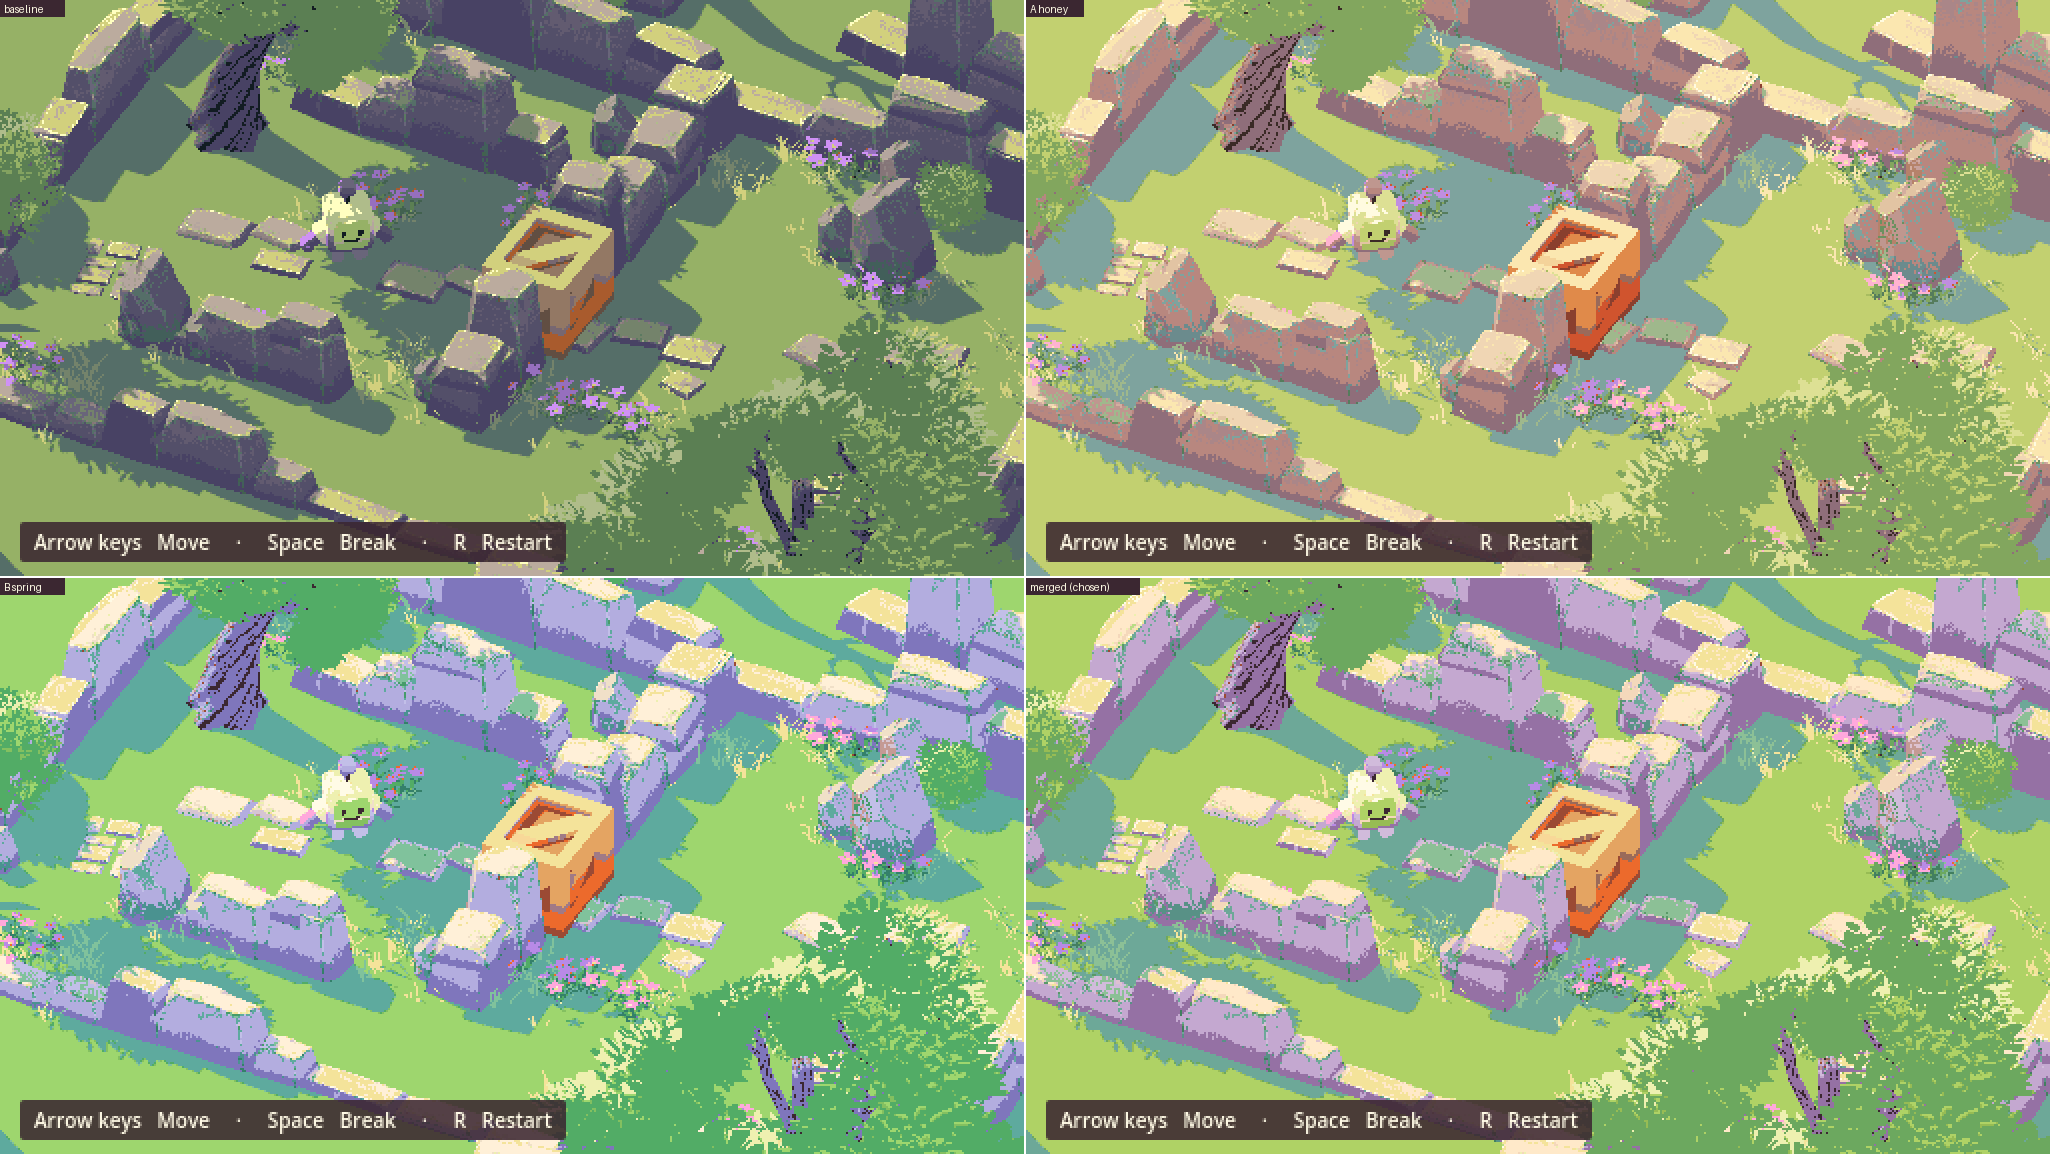 baseline
A honey
Arrow keys Move · Space Break · R Restart
Arrow keys Move · Space Break · R Restart
B spring
merged (chosen)
Arrow keys Move · Space Break · R Restart
Arrow keys Move · Space Break · R Restart